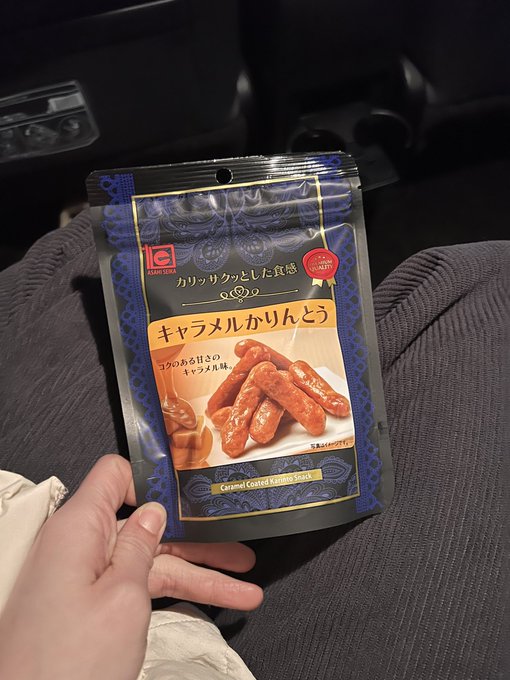 ASAHI SEIKA
カリッサクッとした食感
PREMIUM
QUALITY
キャラメルかりんとう
コクのある甘さの
キャラメル味。
写真はイメージです。
Caramel Coated Karinto Snack